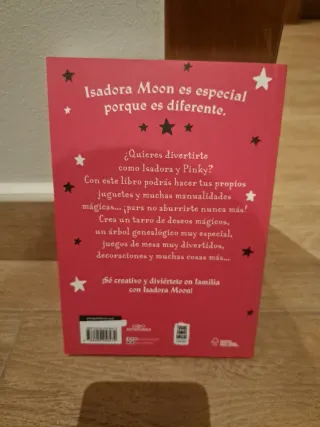 Isadora Moon es especial
porque es diferente.
¿Quieres divertirte
como Isadora y Pinky?
Con este libro podrás hacer tus propios
juguetes y muchas manualidades
mágicas... ¡para no aburrirte nunca más!
Crea un tarro de deseos mágicos,
un árbol genealógico muy especial,
juegos de mesa muy divertidos,
decoraciones y muchas cosas más...
¡Sé creativo y diviértete en familia
con Isadora Moon!